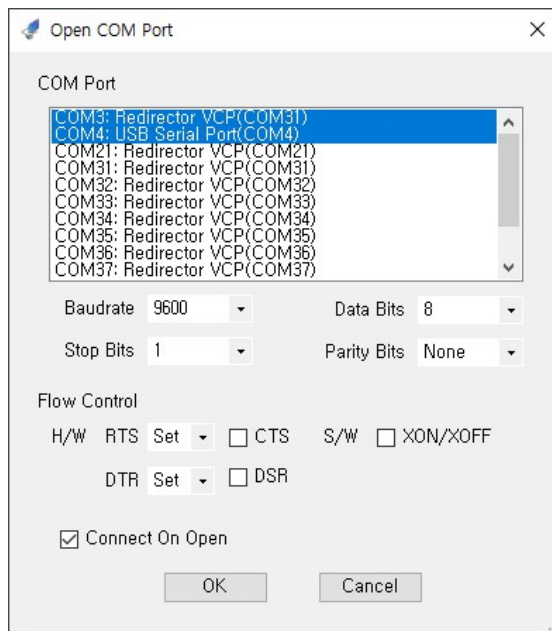 Open COM Port
COM Port
COM3: Redirector VCP(COM31)
COM4: USB Serial Port(COM4)
COM21: Redirector VCP(COM21)
COM31: Redirector VCP(COM31)
COM32: Redirector VCP(COM32)
COM33: Redirector VCP(COM33)
COM34: Redirector VCP(COM34)
COM35: Redirector VCP(COM35)
COM36: Redirector VCP(COM36)
COM37: Redirector VCP(COM37)
Baudrate 9600 Data Bits 8
Stop Bits 1 Parity Bits None
Flow Control
H/W RTS Set CTS S/W XON/XOFF
DTR Set DSR
Connect On Open
OK Cancel